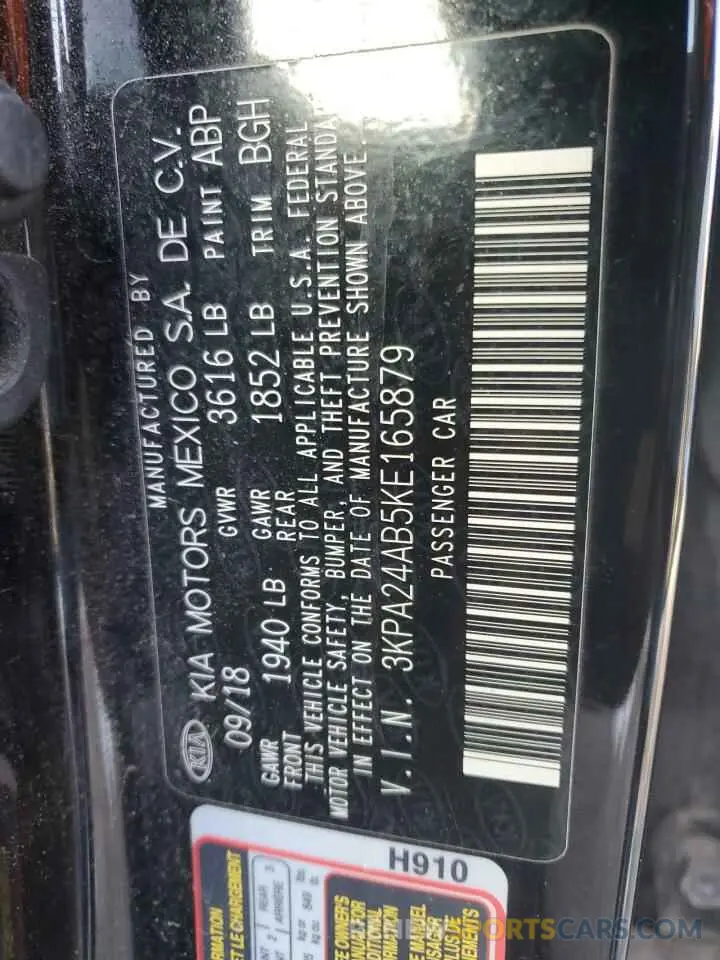 MANUFACTURED BY
KIA KIA MOTORS MEXICO S.A. DE C.V.
09/18 GVWR 3616 LB PAINT ABP
GAWR FRONT 1940 LB GAWR REAR 1852 LB TRIM BGH
THIS VEHICLE CONFORMS TO ALL APPLICABLE U.S.A. FEDERAL
MOTOR VEHICLE SAFETY, BUMPER, AND THEFT PREVENTION STANDA
IN EFFECT ON THE DATE OF MANUFACTURE SHOWN ABOVE.
V.I.N. 3KPA24AB5KE165879
PASSENGER CAR
H910